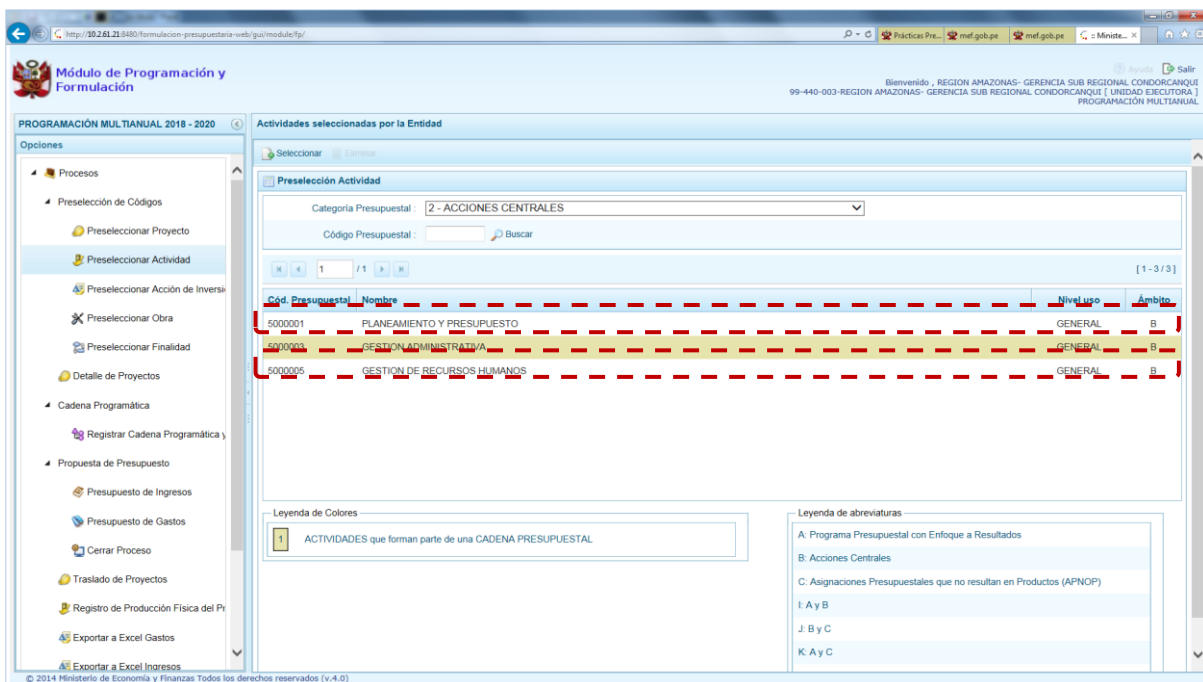 http://10.2.61.21:8480/formulacion-presupuestaria-web/gui/module/fp/
Prácticas Pre...
mef.gob.pe
mef.gob.pe
:: Ministe...
Módulo de Programación y
Formulación
Ayuda
Salir
Bienvenido , REGION AMAZONAS- GERENCIA SUB REGIONAL CONDORCANQUI
99-440-003-REGION AMAZONAS- GERENCIA SUB REGIONAL CONDORCANQUI [ UNIDAD EJECUTORA ]
PROGRAMACIÓN MULTIANUAL
PROGRAMACIÓN MULTIANUAL 2018 - 2020
Opciones
Procesos
Preselección de Códigos
Preseleccionar Proyecto
Preseleccionar Actividad
Preseleccionar Acción de Inversi
Preseleccionar Obra
Preseleccionar Finalidad
Detalle de Proyectos
Cadena Programática
Registrar Cadena Programática y
Propuesta de Presupuesto
Presupuesto de Ingresos
Presupuesto de Gastos
Cerrar Proceso
Traslado de Proyectos
Registro de Producción Física del Pr
Exportar a Excel Gastos
Exportar a Excel Ingresos
Actividades seleccionadas por la Entidad
Seleccionar Eliminar
Preselección Actividad
Categoría Presupuestal : 2 - ACCIONES CENTRALES
Código Presupuestal : Buscar
1 / 1 [ 1 - 3 / 3 ]
Cód. Presupuestal Nombre Nivel uso Ámbito
5000001 PLANEAMIENTO Y PRESUPUESTO GENERAL B
5000003 GESTION ADMINISTRATIVA GENERAL B
5000005 GESTION DE RECURSOS HUMANOS GENERAL B
Leyenda de Colores
1 ACTIVIDADES que forman parte de una CADENA PRESUPUESTAL
Leyenda de abreviaturas
A: Programa Presupuestal con Enfoque a Resultados
B: Acciones Centrales
C: Asignaciones Presupuestales que no resultan en Productos (APNOP)
I: A y B
J: B y C
K: A y C
© 2014 Ministerio de Economía y Finanzas Todos los derechos reservados (v.4.0)